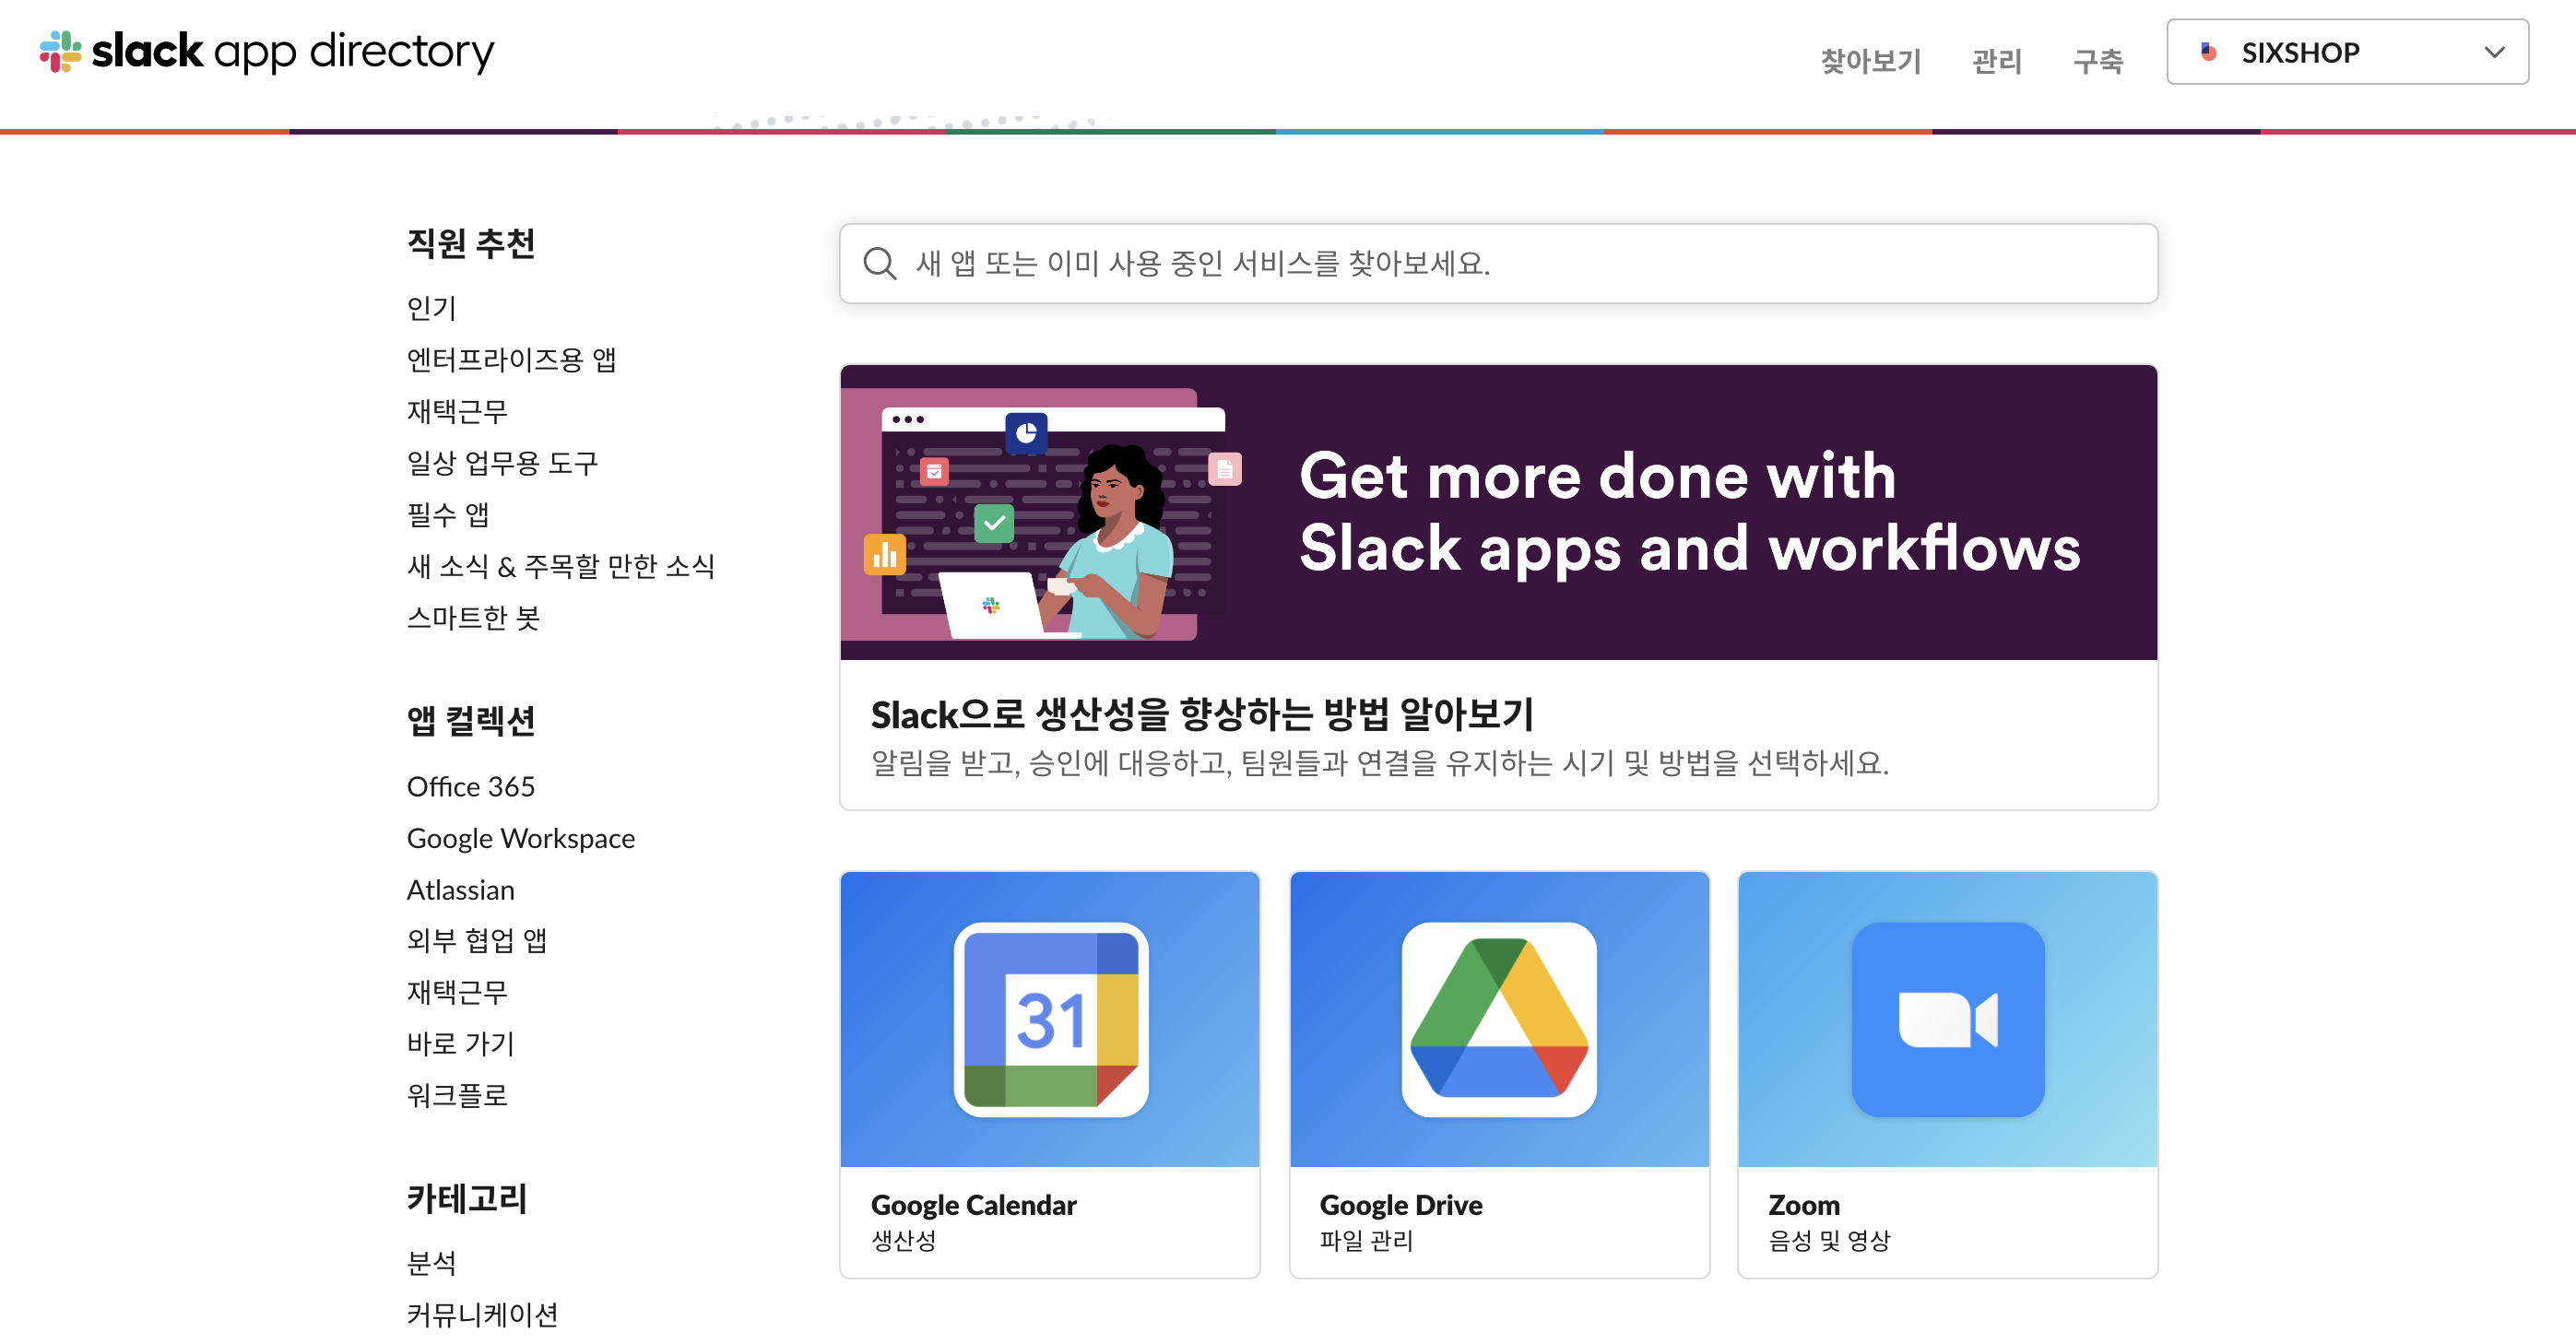 slack app directory
찾아보기
관리
구축
SIXSHOP
직원 추천
인기
엔터프라이즈용 앱
재택근무
일상 업무용 도구
필수 앱
새 소식 & 주목할 만한 소식
스마트한 봇
앱 컬렉션
Office 365
Google Workspace
Atlassian
외부 협업 앱
재택근무
바로 가기
워크플로
카테고리
분석
커뮤니케이션
새 앱 또는 이미 사용 중인 서비스를 찾아보세요.
Get more done with
Slack apps and workflows
Slack으로 생산성을 향상하는 방법 알아보기
알림을 받고, 승인에 대응하고, 팀원들과 연결을 유지하는 시기 및 방법을 선택하세요.
31
Google Calendar
생산성
Google Drive
파일 관리
Zoom
음성 및 영상